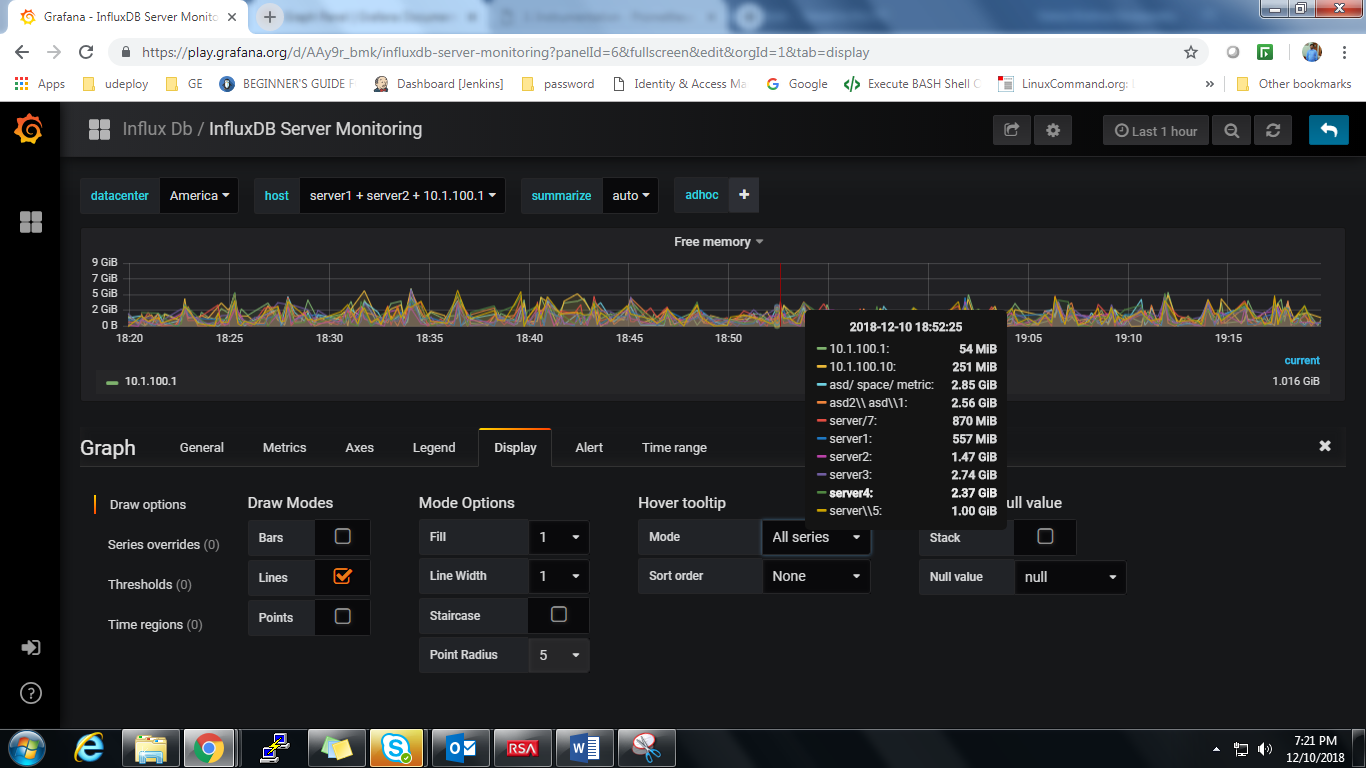 Grafana - InfluxDB Server Monito
https://play.grafana.org/d/AAy9r_bmk/influxdb-server-monitoring?panelId=6&fullscreen&edit&orgId=1&tab=display
Apps udeploy GE BEGINNER'S GUIDE F Dashboard [Jenkins] password Identity & Access Ma Google Execute BASH Shell C LinuxCommand.org: » Other bookmarks
Influx Db / InfluxDB Server Monitoring
Last 1 hour
datacenter America host server1 + server2 + 10.1.100.1 summarize auto adhoc +
Free memory
9 GiB
7 GiB
5 GiB
2 GiB
0 B
18:20 18:25 18:30 18:35 18:40 18:45 18:50 19:05 19:10 19:15
current
10.1.100.1 1.016 GiB
2018-12-10 18:52:25
10.1.100.1: 54 MiB
10.1.100.10: 251 MiB
asd/ space/ metric: 2.85 GiB
asd2\\ asd\\1: 2.56 GiB
server/7: 870 MiB
server1: 557 MiB
server2: 1.47 GiB
server3: 2.74 GiB
server4: 2.37 GiB
server\\5: 1.00 GiB
Graph General Metrics Axes Legend Display Alert Time range
Draw options
Series overrides (0)
Thresholds (0)
Time regions (0)
Draw Modes
Bars
Lines
Points
Mode Options
Fill 1
Line Width 1
Staircase
Point Radius 5
Hover tooltip
Mode All series
Sort order None
ull value
Stack
Null value null
RSA
7:21 PM
12/10/2018